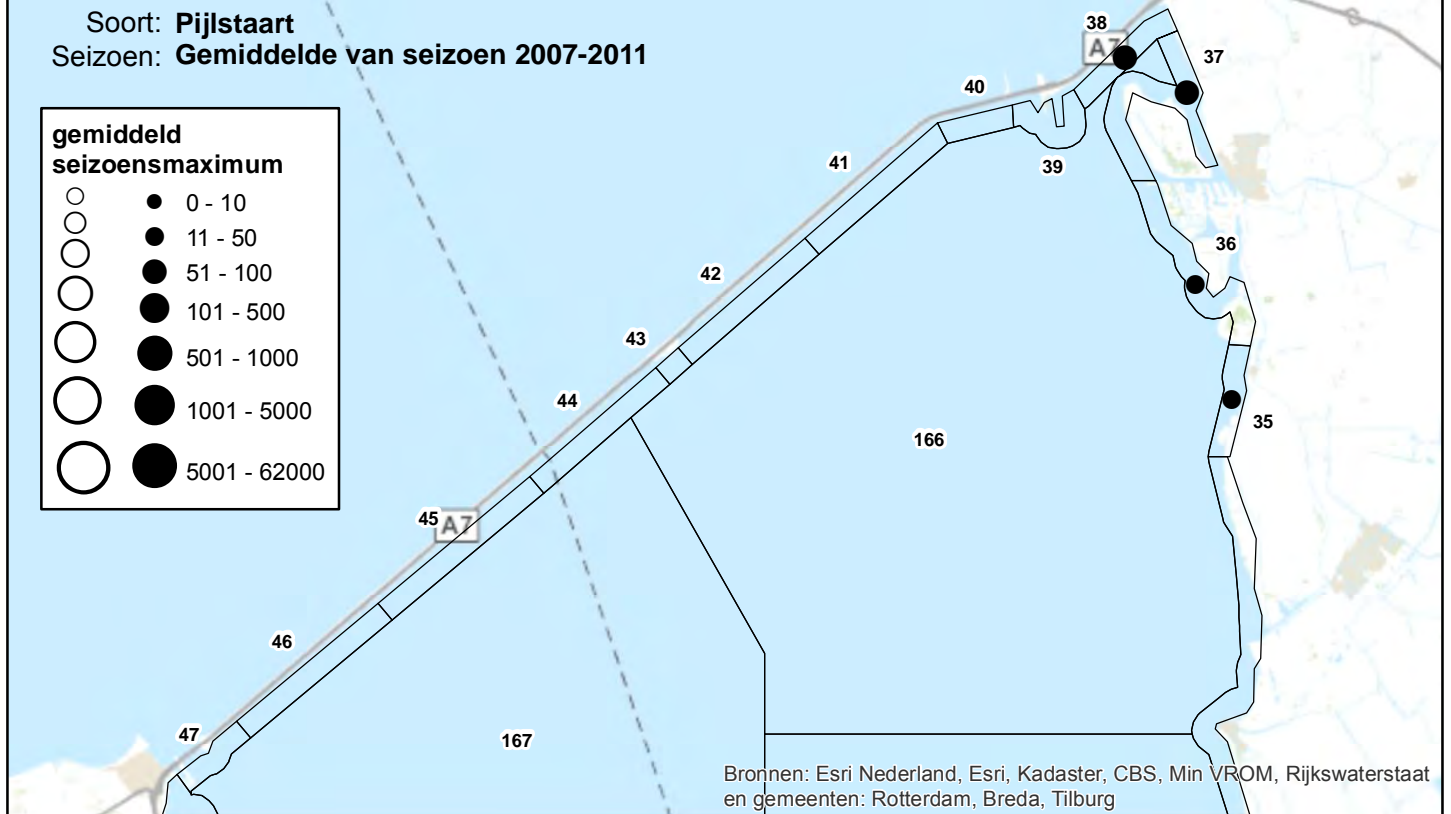 Soort: Pijlstaart
Seizoen: Gemiddelde van seizoen 2007-2011
gemiddeld
seizoensmaximum
0 - 10
11 - 50
51 - 100
101 - 500
501 - 1000
1001 - 5000
5001 - 62000
38
A7
37
40
41
39
36
42
43
44
35
166
45
A7
46
47
167
Bronnen: Esri Nederland, Esri, Kadaster, CBS, Min VROM, Rijkswaterstaat
en gemeenten: Rotterdam, Breda, Tilburg